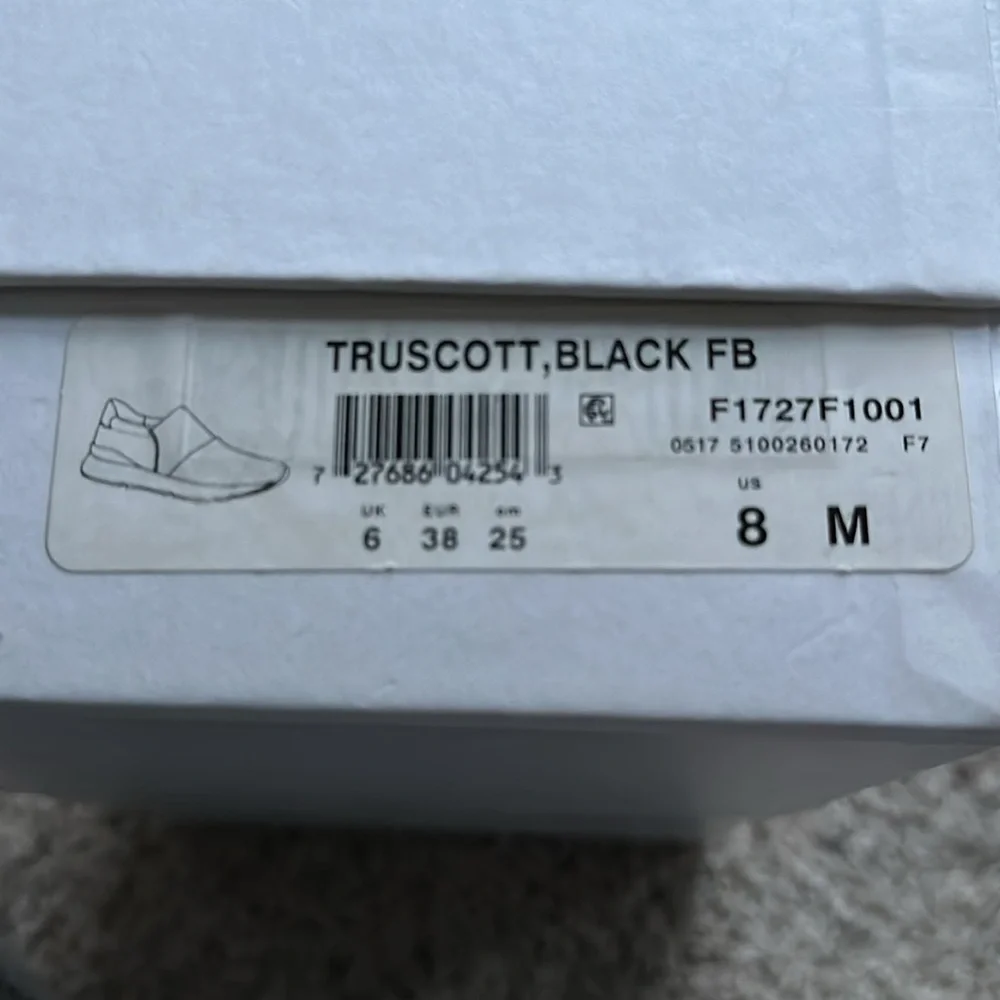 TRUSCOTT,BLACK FB
F1727F1001
0517 5100260172 F7
7 27686 04254 3
UK EUR cm
6 38 25
US
8 M